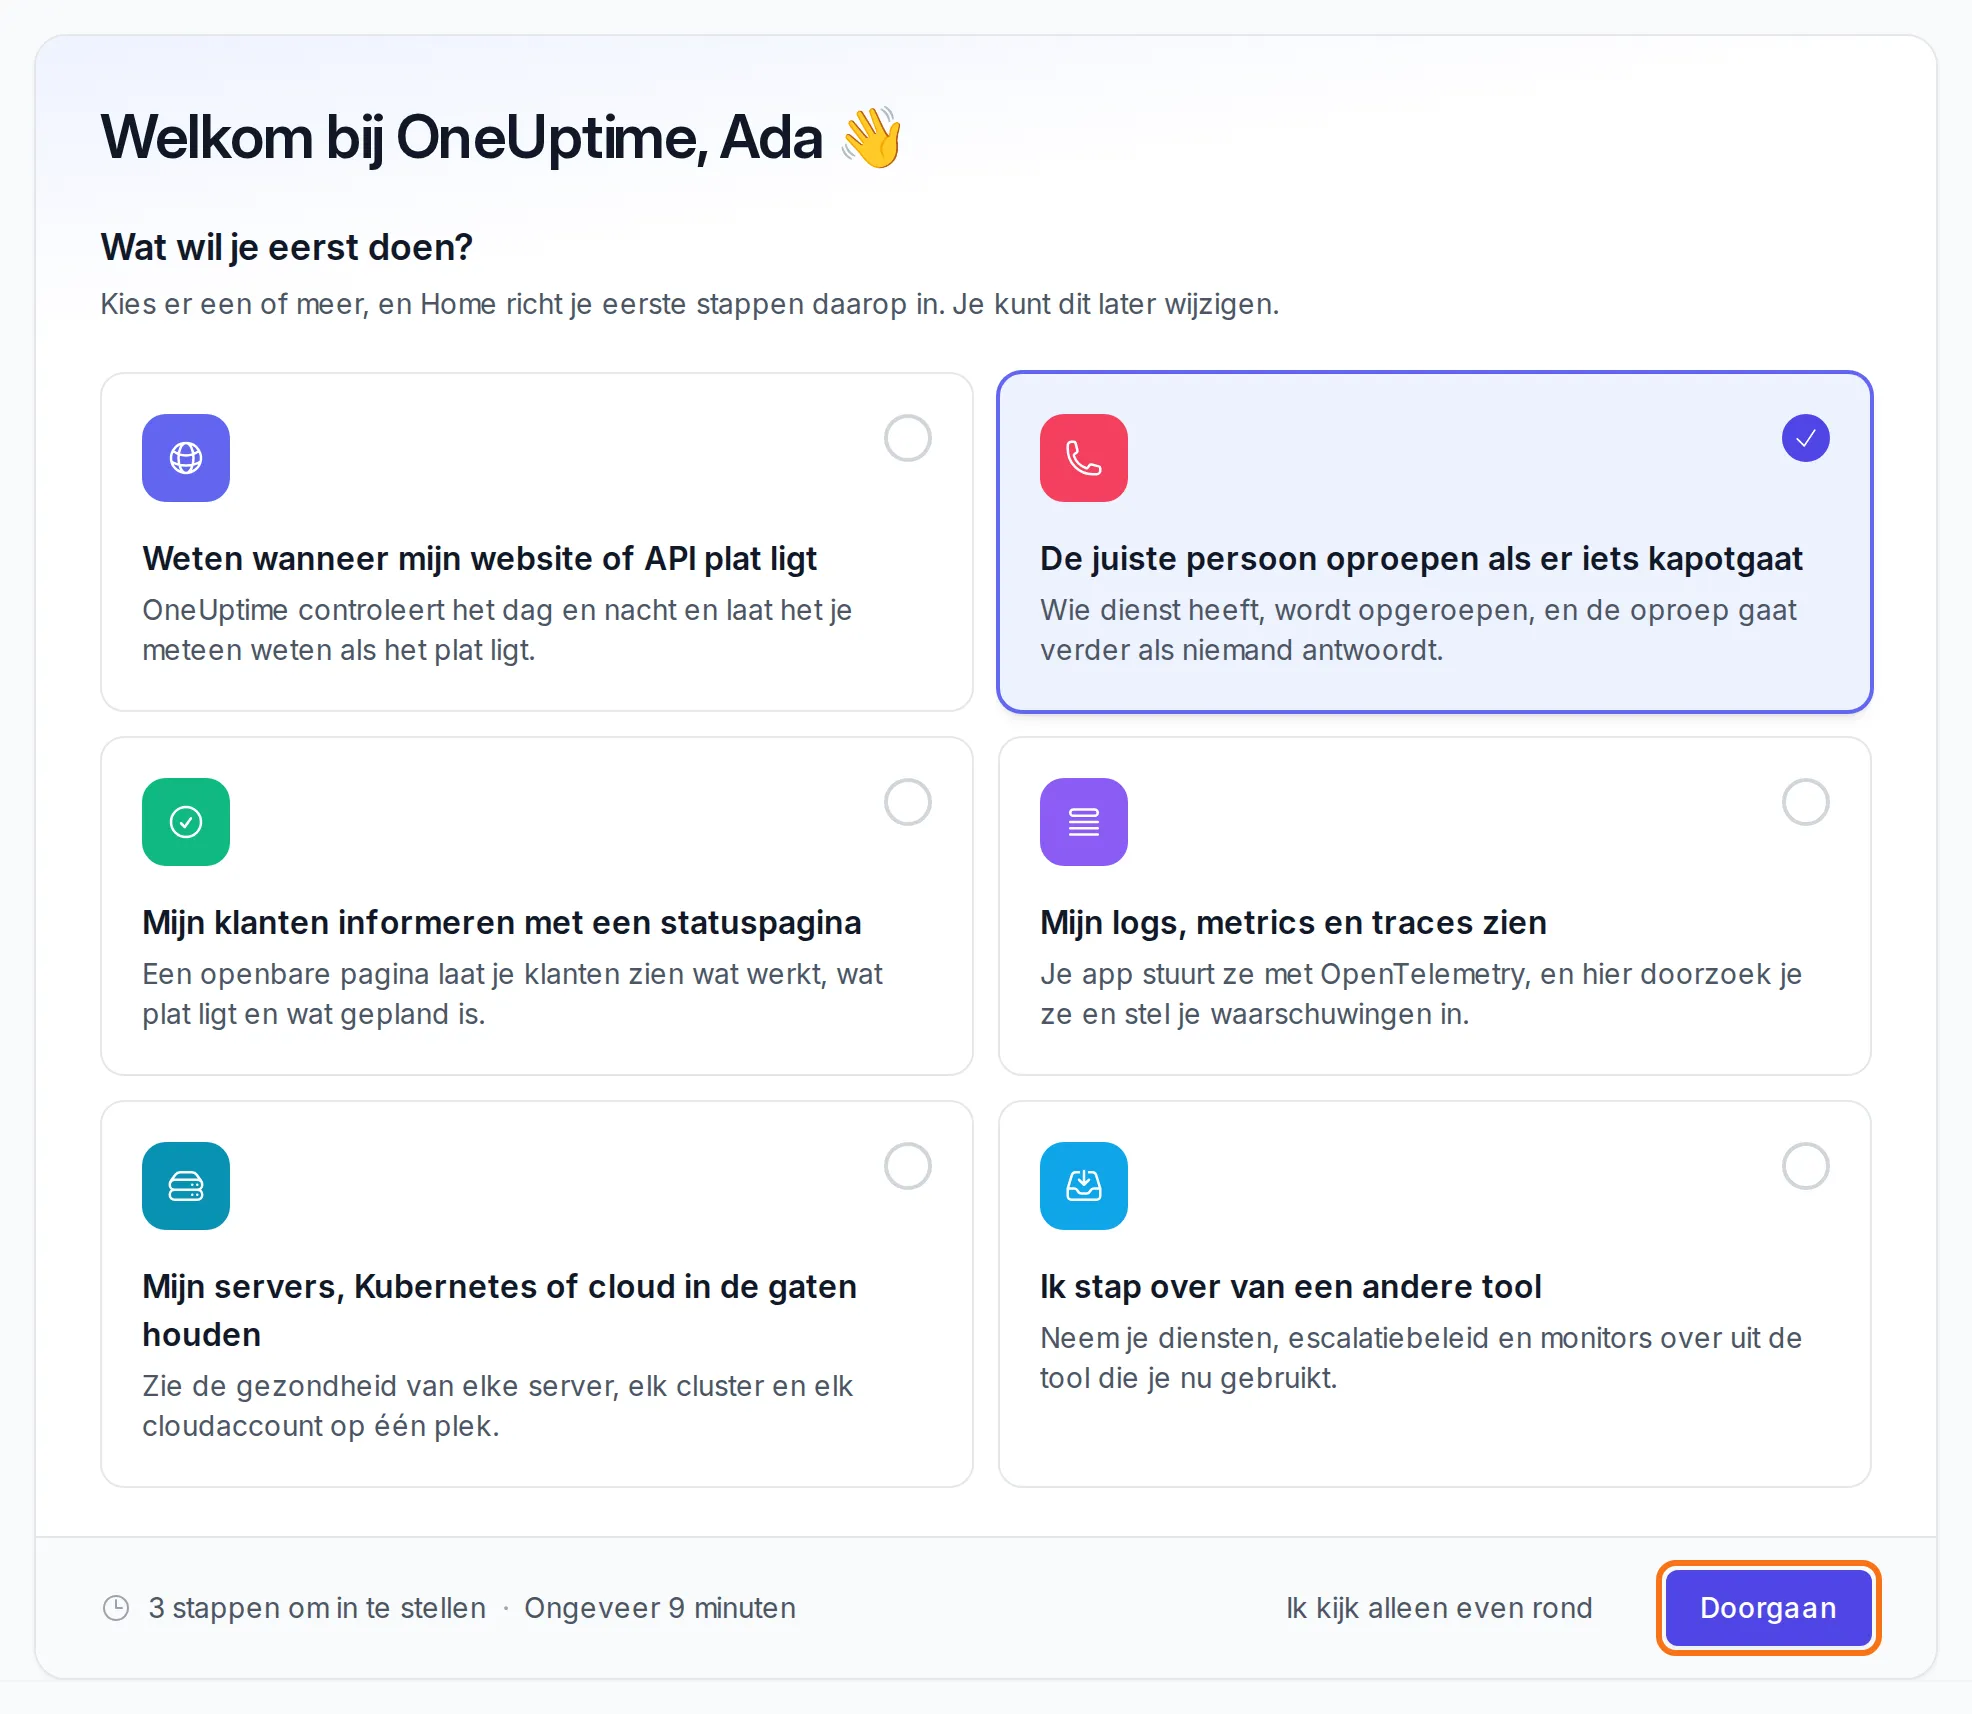 Welkom bij OneUptime, Ada 👋
Wat wil je eerst doen?
Kies er een of meer, en Home richt je eerste stappen daarop in. Je kunt dit later wijzigen.
Weten wanneer mijn website of API plat ligt
OneUptime controleert het dag en nacht en laat het je
meteen weten als het plat ligt.
De juiste persoon oproepen als er iets kapotgaat
Wie dienst heeft, wordt opgeroepen, en de oproep gaat
verder als niemand antwoordt.
Mijn klanten informeren met een statuspagina
Een openbare pagina laat je klanten zien wat werkt, wat
plat ligt en wat gepland is.
Mijn logs, metrics en traces zien
Je app stuurt ze met OpenTelemetry, en hier doorzoek je
ze en stel je waarschuwingen in.
Mijn servers, Kubernetes of cloud in de gaten
houden
Zie de gezondheid van elke server, elk cluster en elk
cloudaccount op één plek.
Ik stap over van een andere tool
Neem je diensten, escalatiebeleid en monitors over uit de
tool die je nu gebruikt.
3 stappen om in te stellen · Ongeveer 9 minuten
Ik kijk alleen even rond
Doorgaan